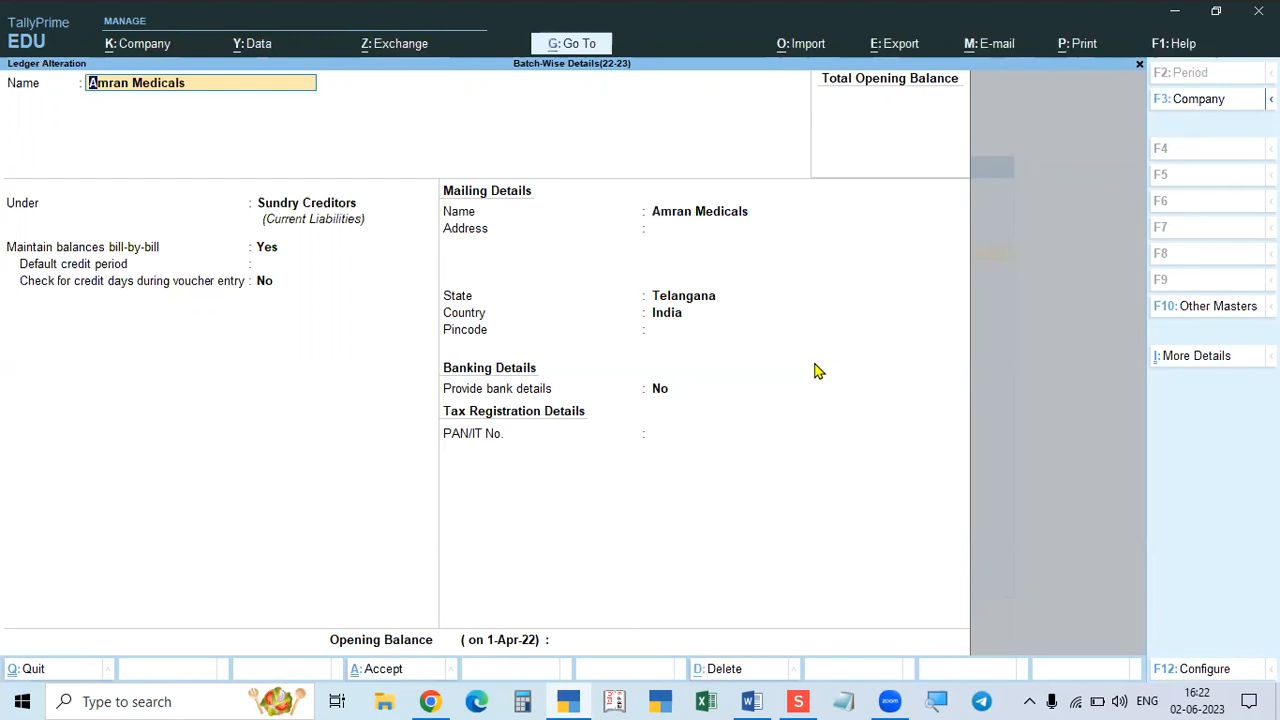 TallyPrime
EDU
MANAGE
K: Company
Y: Data
Z: Exchange
G: Go To
O: Import
E: Export
M: E-mail
P: Print
F1: Help
Ledger Alteration
Batch-Wise Details(22-23)
x
Name : Amran Medicals
Total Opening Balance
F2: Period
F3: Company
F4
F5
F6
F7
F8
F9
F10: Other Masters
I: More Details
Under : Sundry Creditors
(Current Liabilities)
Maintain balances bill-by-bill : Yes
Default credit period :
Check for credit days during voucher entry : No
Mailing Details
Name : Amran Medicals
Address :
State : Telangana
Country : India
Pincode :
Banking Details
Provide bank details : No
Tax Registration Details
PAN/IT No. :
Opening Balance ( on 1-Apr-22) :
Q: Quit
A: Accept
D: Delete
F12: Configure
Type to search
zoom
ENG
16:22
02-06-2023